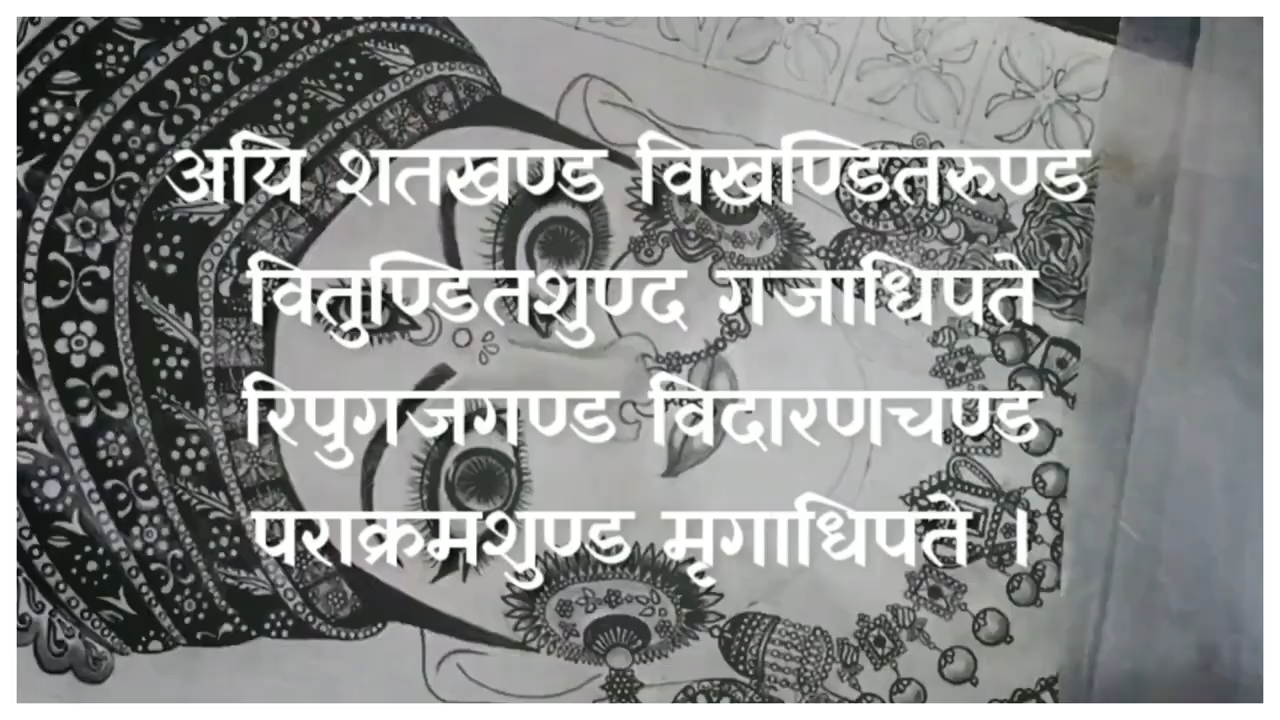 अयि शतखण्ड विखण्डितरुण्ड
वितुण्डितशुण्द गजाधिपते
रिपुगजगण्ड विदारणचण्ड
पराक्रमशुण्ड मृगाधिपते ।